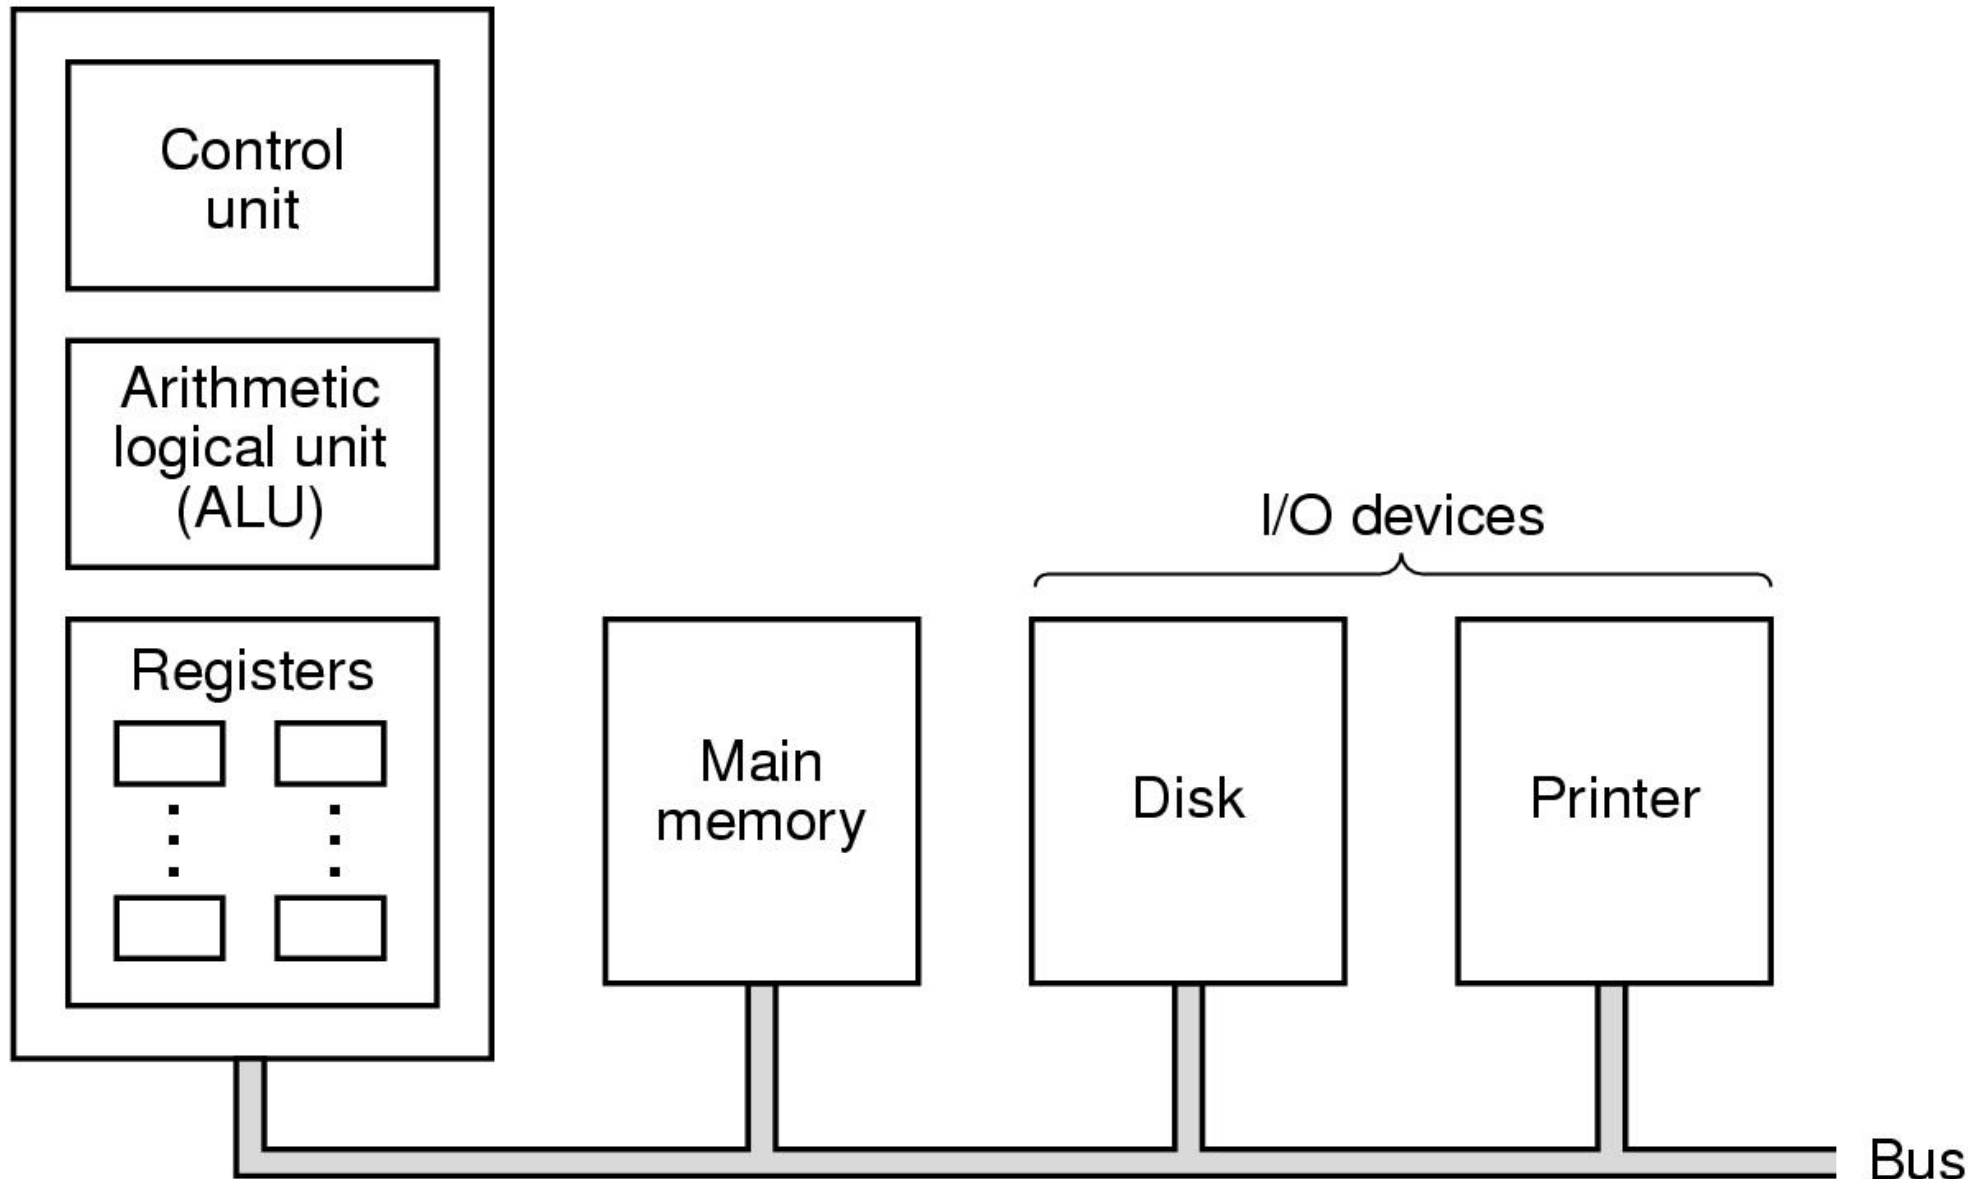 Control
unit
Arithmetic
logical unit
(ALU)
Registers
I/O devices
Main
memory
Disk
Printer
Bus